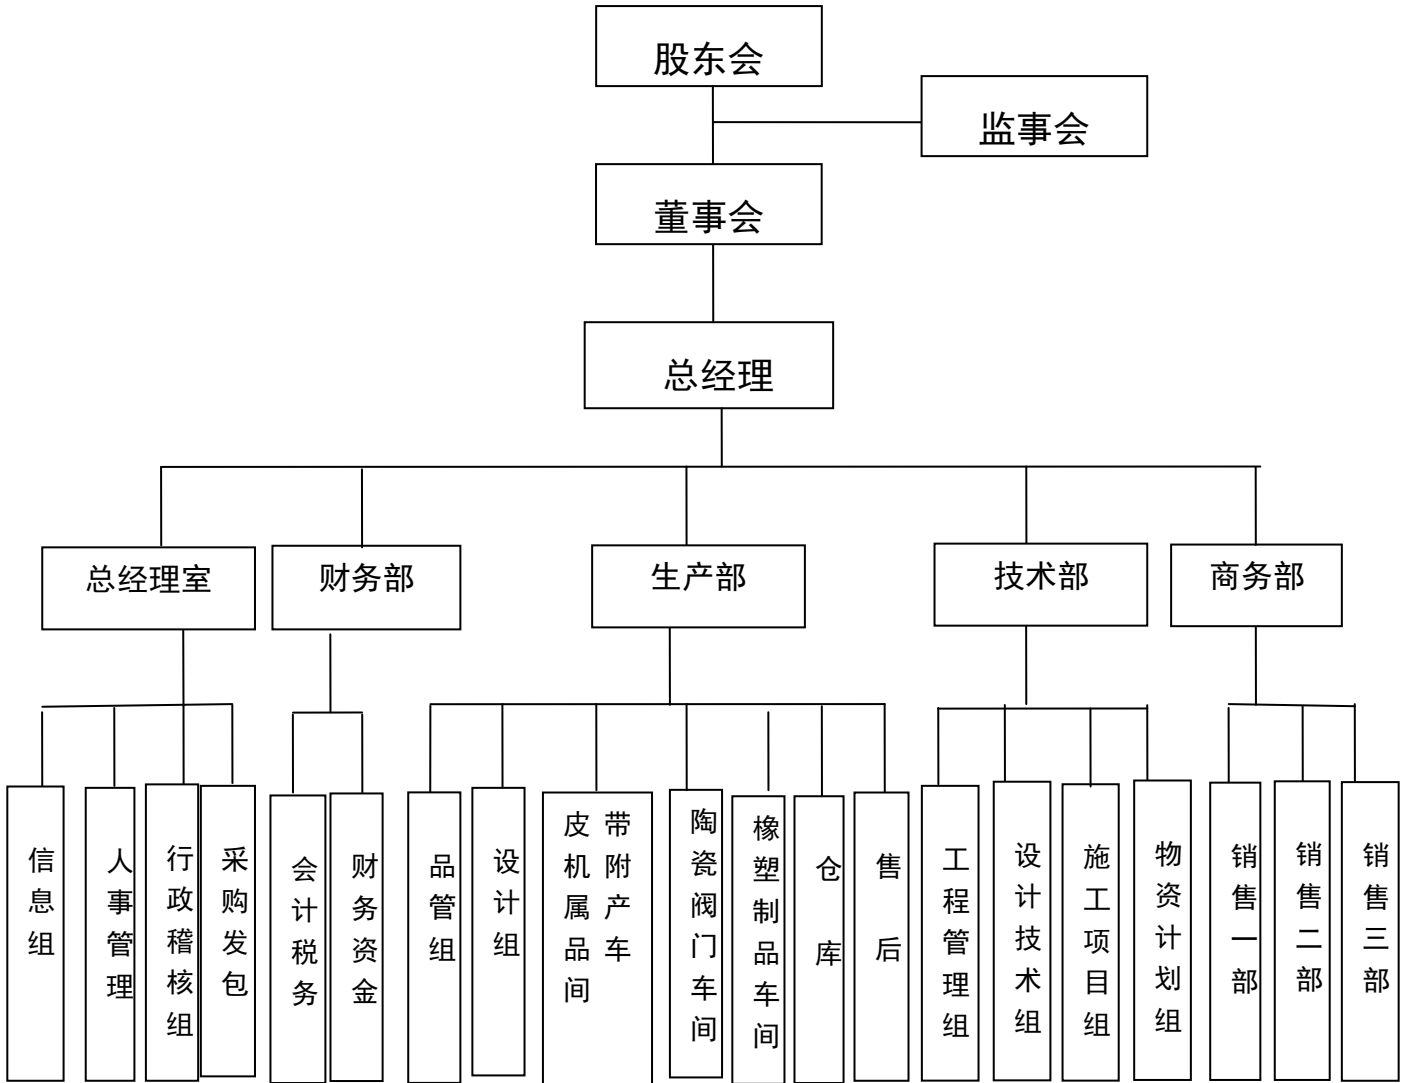 股东会
监事会
董事会
总经理
总经理室
财务部
生产部
技术部
商务部
信息组
人事管理
行政稽核组
采购发包
会计税务
财务资金
品管组
设计组
皮带
机附
属产
品车
间
陶瓷阀门车间
橡塑制品车间
仓库
售后
工程管理组
设计技术组
施工项目组
物资计划组
销售一部
销售二部
销售三部